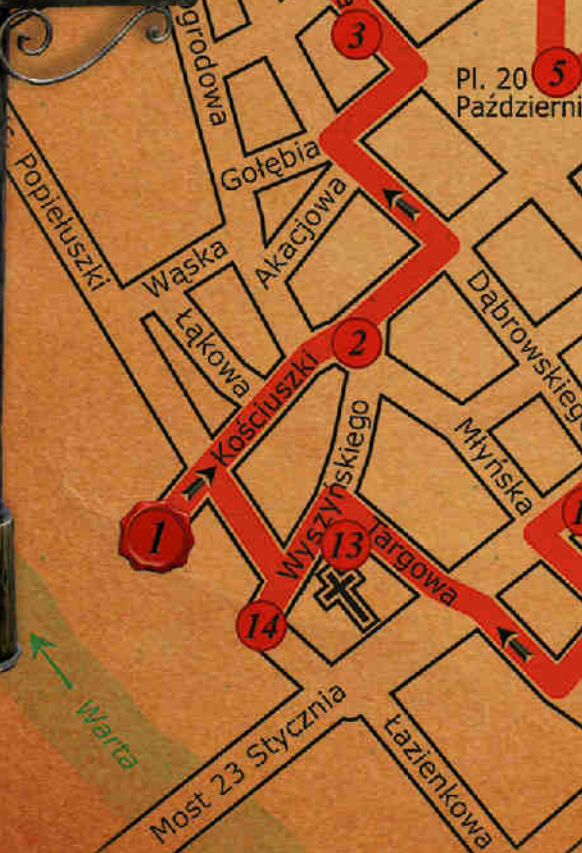 3
5
Pl. 20
Październi
grodowa
Gołębia
Popiełuszki
Akacjowa
Wąska
Dąbrowskiego
Łąkowa
2
Kościuszki
Wyszyńskiego
Młyńska
1
13
Targowa
14
Warta
Most 23 Stycznia
Łazienkowa